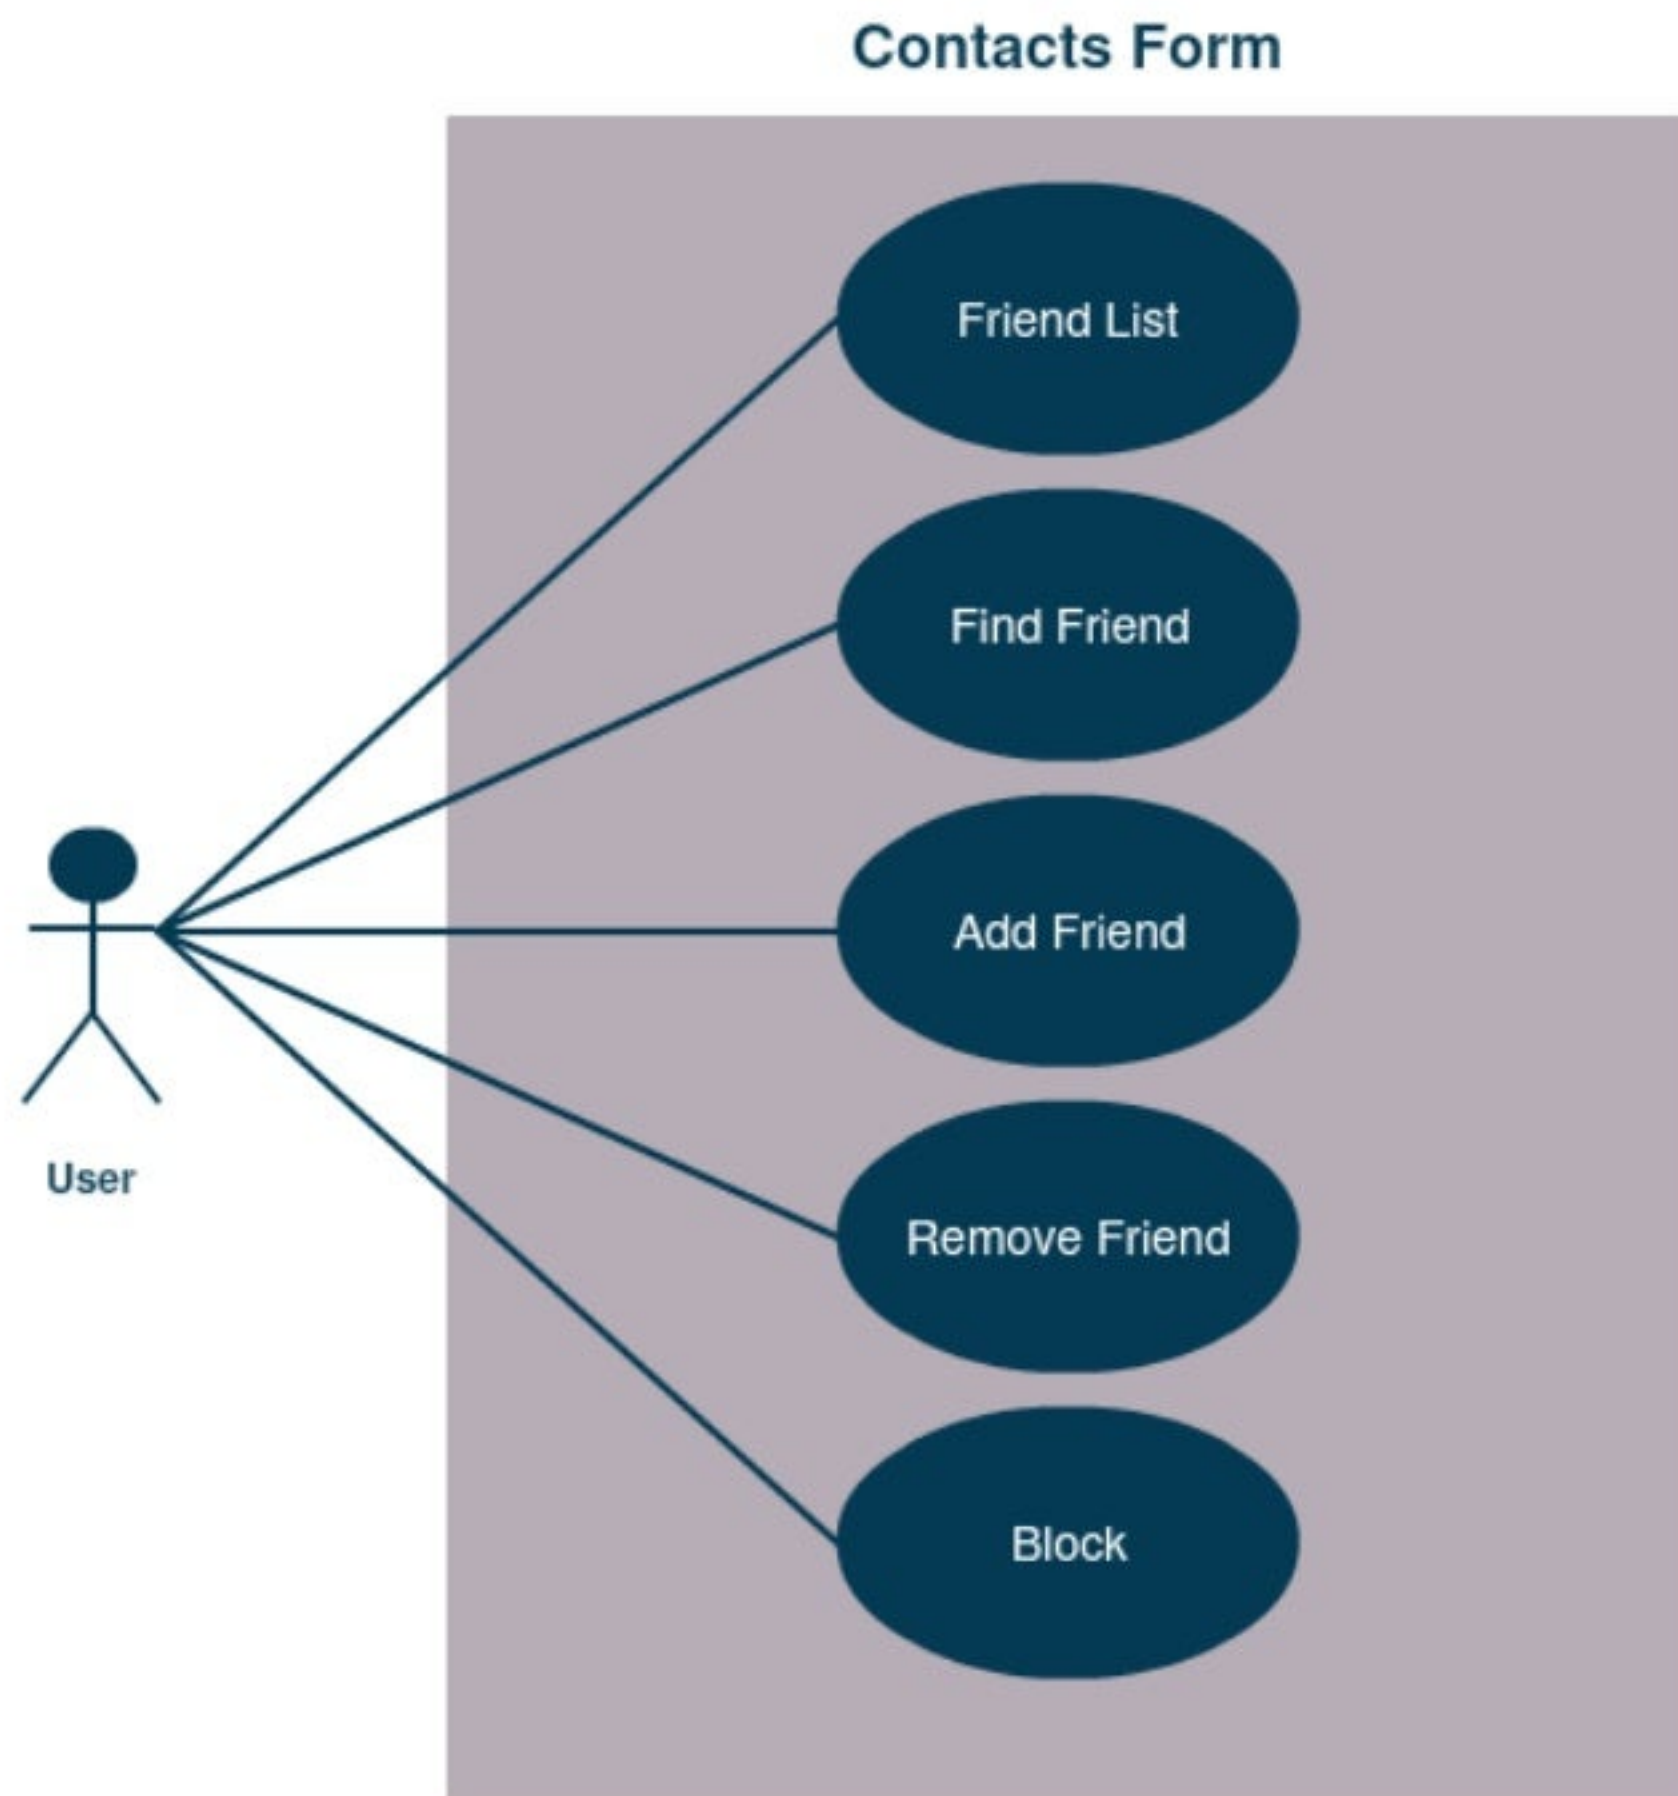 Contacts Form
Friend List
Find Friend
Add Friend
Remove Friend
User
Block